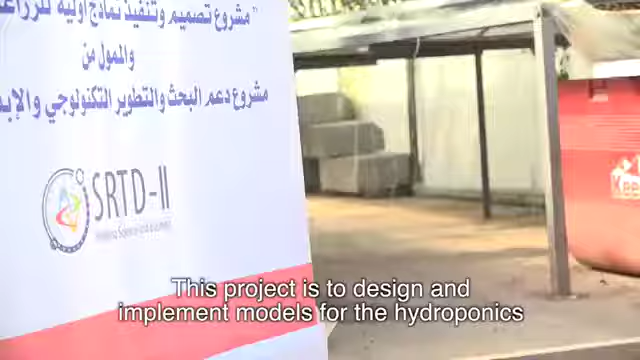 "مشروع تصميم وتنفيذ نماذج أولية
والممول من
مشروع دعم البحث والتطوير التكنولوجي
SRTD-II
This project is to design and
implement models for the hydroponics